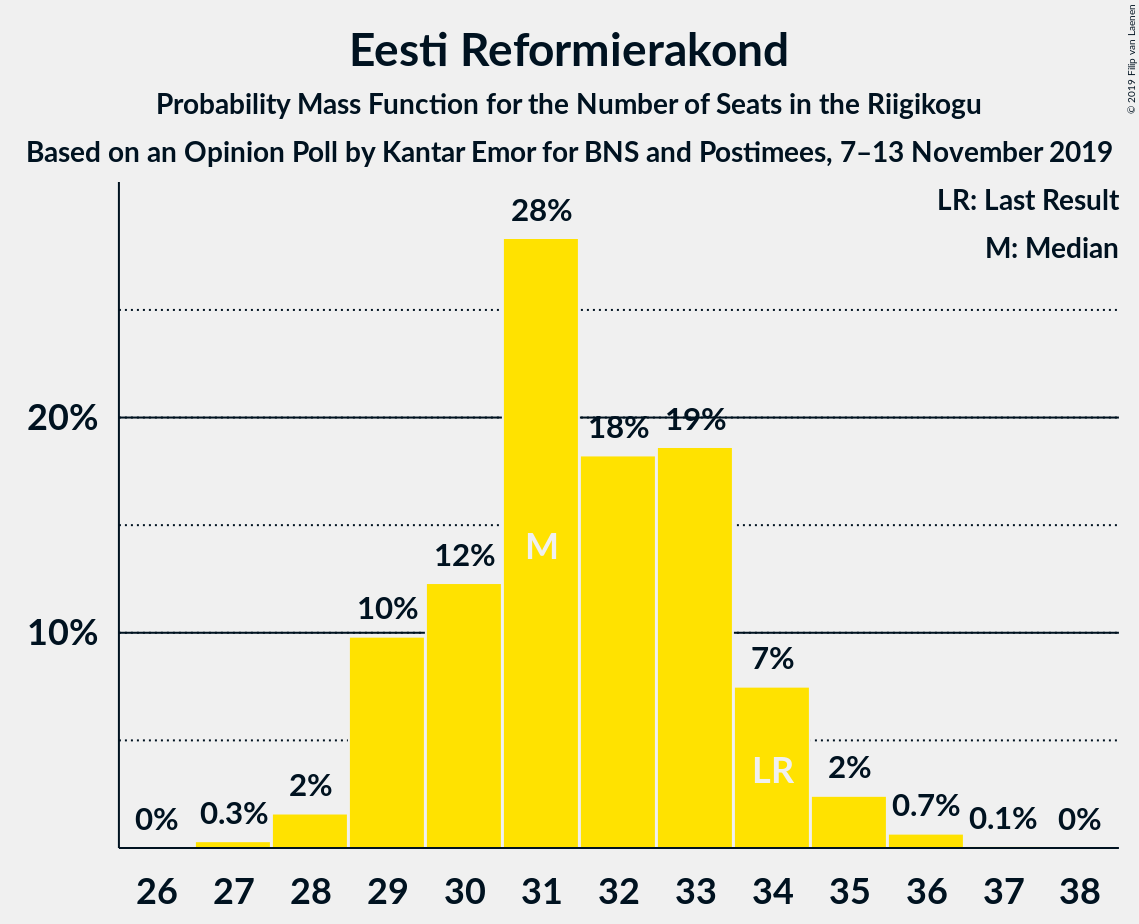 Eesti Reformierakond
Probability Mass Function for the Number of Seats in the Riigikogu
Based on an Opinion Poll by Kantar Emor for BNS and Postimees, 7–13 November 2019
© 2019 Filip van Laenen
LR: Last Result
M: Median
28%
20%
18%
19%
12%
M
10%
10%
7%
LR
2%
2%
0%
0.3%
0.7%
0.1%
0%
26 27 28 29 30 31 32 33 34 35 36 37 38